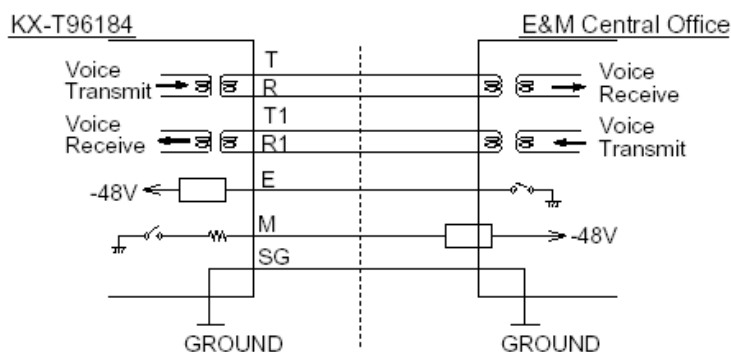 KX-T96184
E&M Central Office
T
Voice
Transmit
R
Voice
Receive
T1
Voice
Receive
R1
Voice
Transmit
E
-48V
M
-48V
SG
GROUND
GROUND